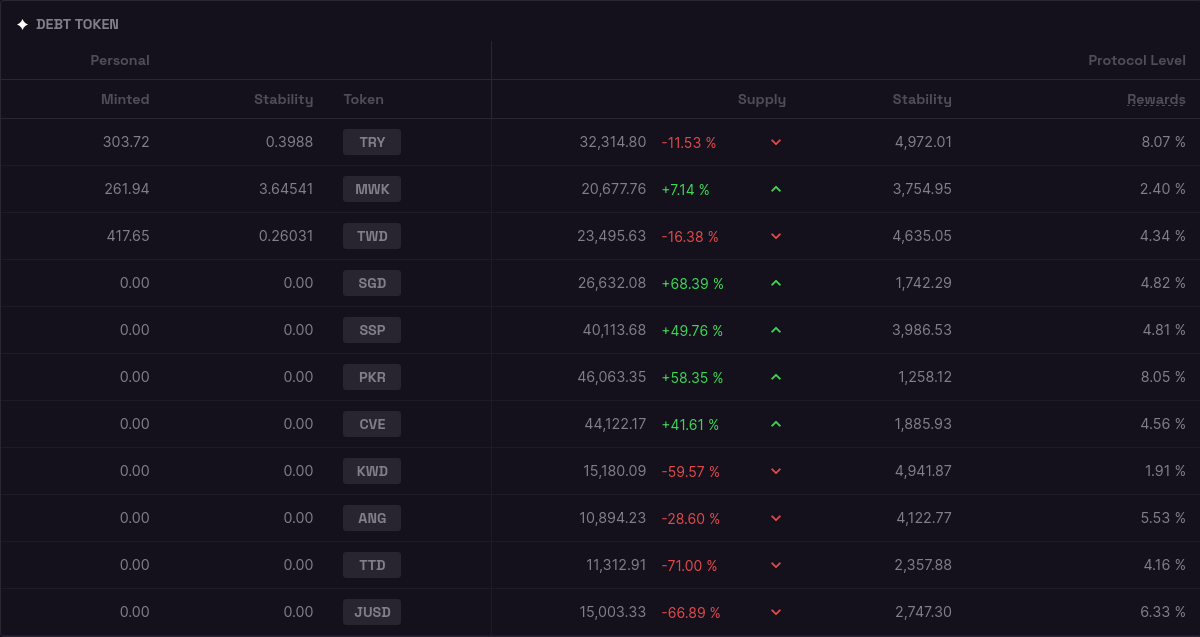 DEBT TOKEN
Personal Protocol Level
Minted Stability Token Supply Stability Rewards
303.72 0.3988 TRY 32,314.80 -11.53 % 4,972.01 8.07 %
261.94 3.64541 MWK 20,677.76 +7.14 % 3,754.95 2.40 %
417.65 0.26031 TWD 23,495.63 -16.38 % 4,635.05 4.34 %
0.00 0.00 SGD 26,632.08 +68.39 % 1,742.29 4.82 %
0.00 0.00 SSP 40,113.68 +49.76 % 3,986.53 4.81 %
0.00 0.00 PKR 46,063.35 +58.35 % 1,258.12 8.05 %
0.00 0.00 CVE 44,122.17 +41.61 % 1,885.93 4.56 %
0.00 0.00 KWD 15,180.09 -59.57 % 4,941.87 1.91 %
0.00 0.00 ANG 10,894.23 -28.60 % 4,122.77 5.53 %
0.00 0.00 TTD 11,312.91 -71.00 % 2,357.88 4.16 %
0.00 0.00 JUSD 15,003.33 -66.89 % 2,747.30 6.33 %